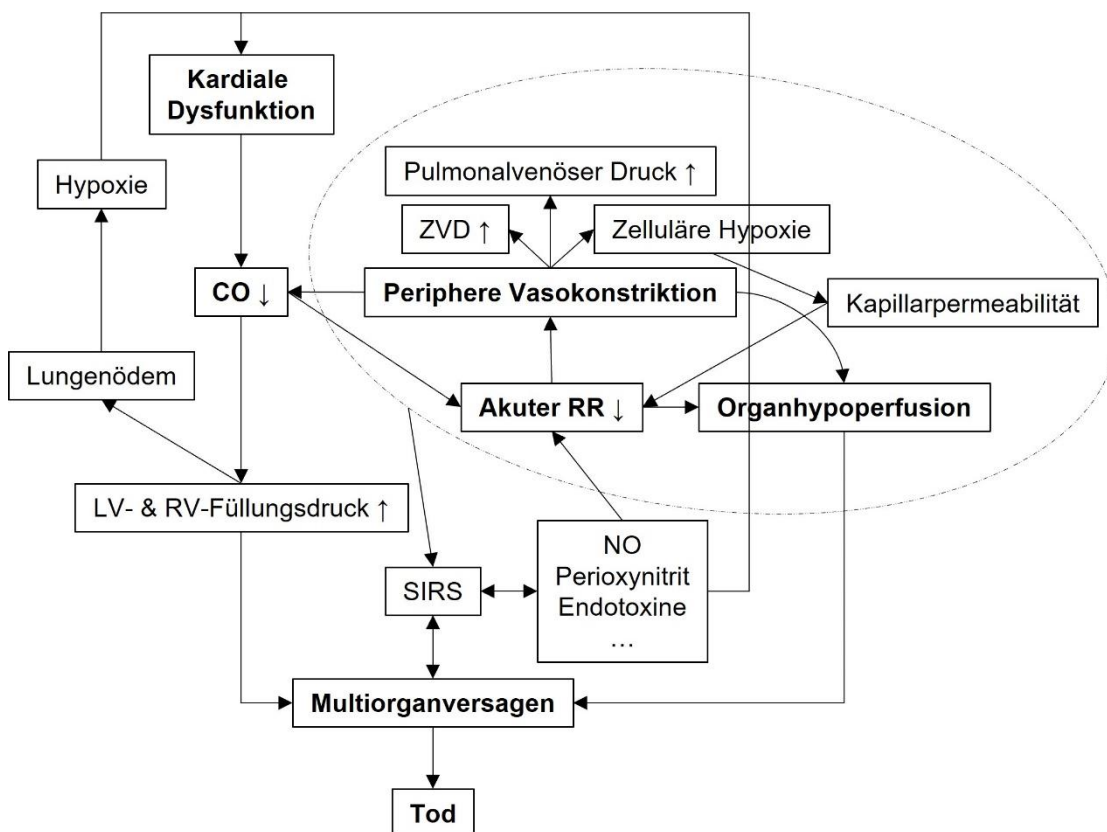 Kardiale
Dysfunktion
Pulmonalvenöser Druck ↑
Hypoxie
ZVD ↑
Zelluläre Hypoxie
CO ↓
Periphere Vasokonstriktion
Kapillarpermeabilität
Lungenödem
Akuter RR ↓
Organhypoperfusion
LV- & RV-Füllungsdruck ↑
NO
Perioxynitrit
Endotoxine
...
SIRS
Multiorganversagen
Tod